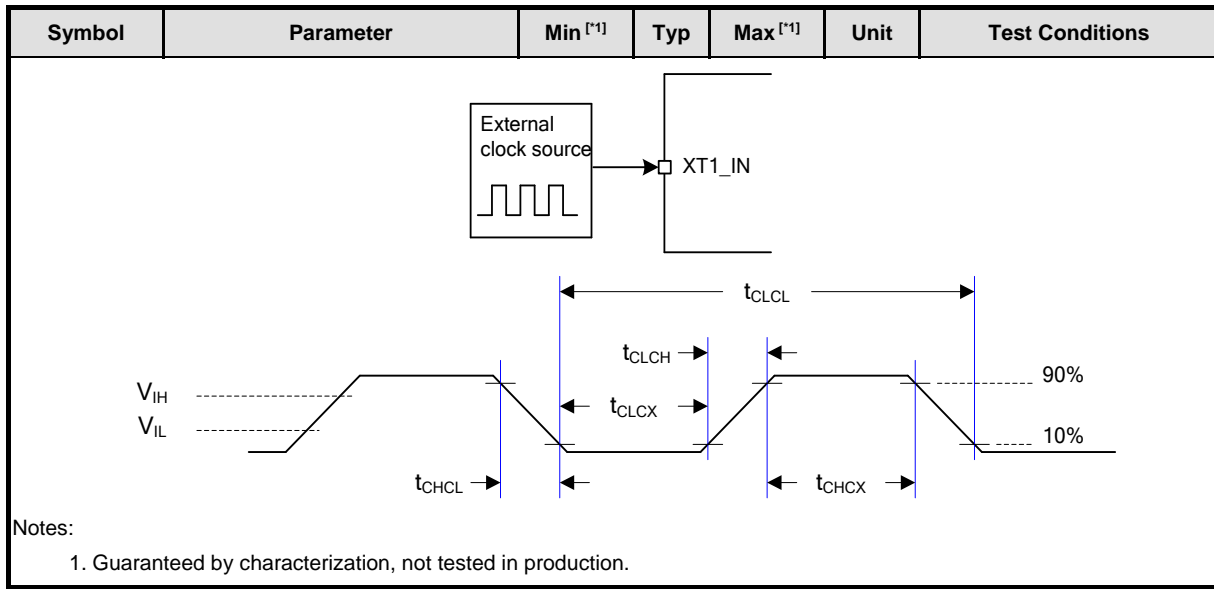 Symbol Parameter Min [*1] Typ Max [*1] Unit Test Conditions
External
clock source
XT1_IN
tCLCL
tCLCH
90%
VIH
tCLCX
VIL
10%
tCHCL
tCHCX
Notes:
1. Guaranteed by characterization, not tested in production.